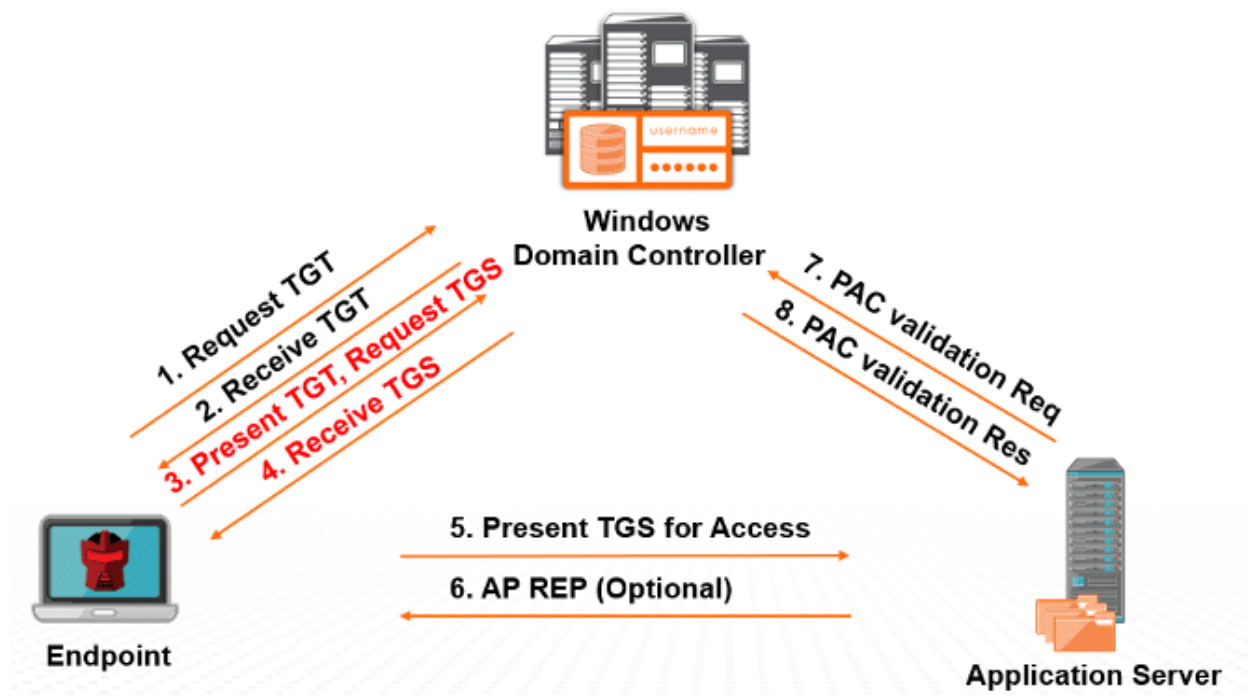 username
Windows
Domain Controller
1. Request TGT
2. Receive TGT
3. Present TGT, Request TGS
4. Receive TGS
7. PAC validation Req
8. PAC validation Res
5. Present TGS for Access
6. AP REP (Optional)
Endpoint
Application Server